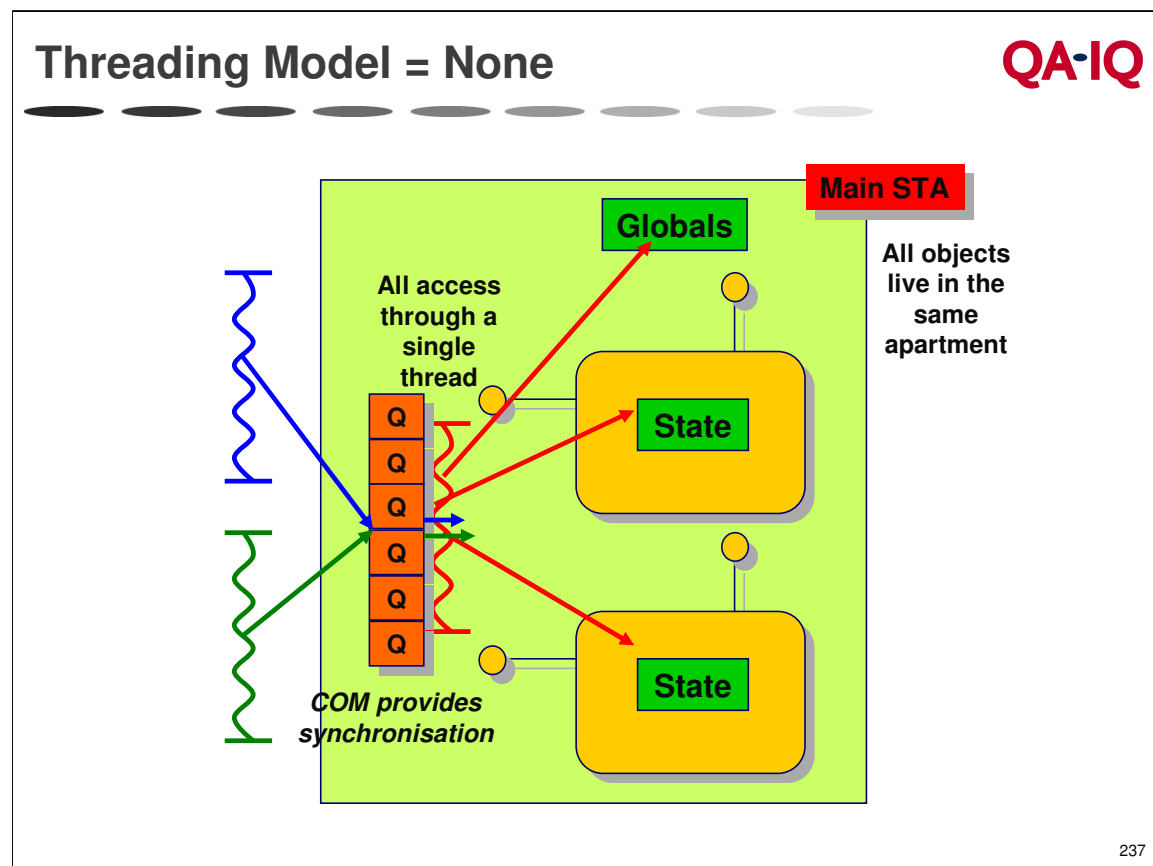 Threading Model = None
QA-IQ
Main STA
Globals
All objects
live in the
same
apartment
All access
through a
single
thread
Q
Q
Q
Q
Q
Q
State
State
COM provides
synchronisation
237